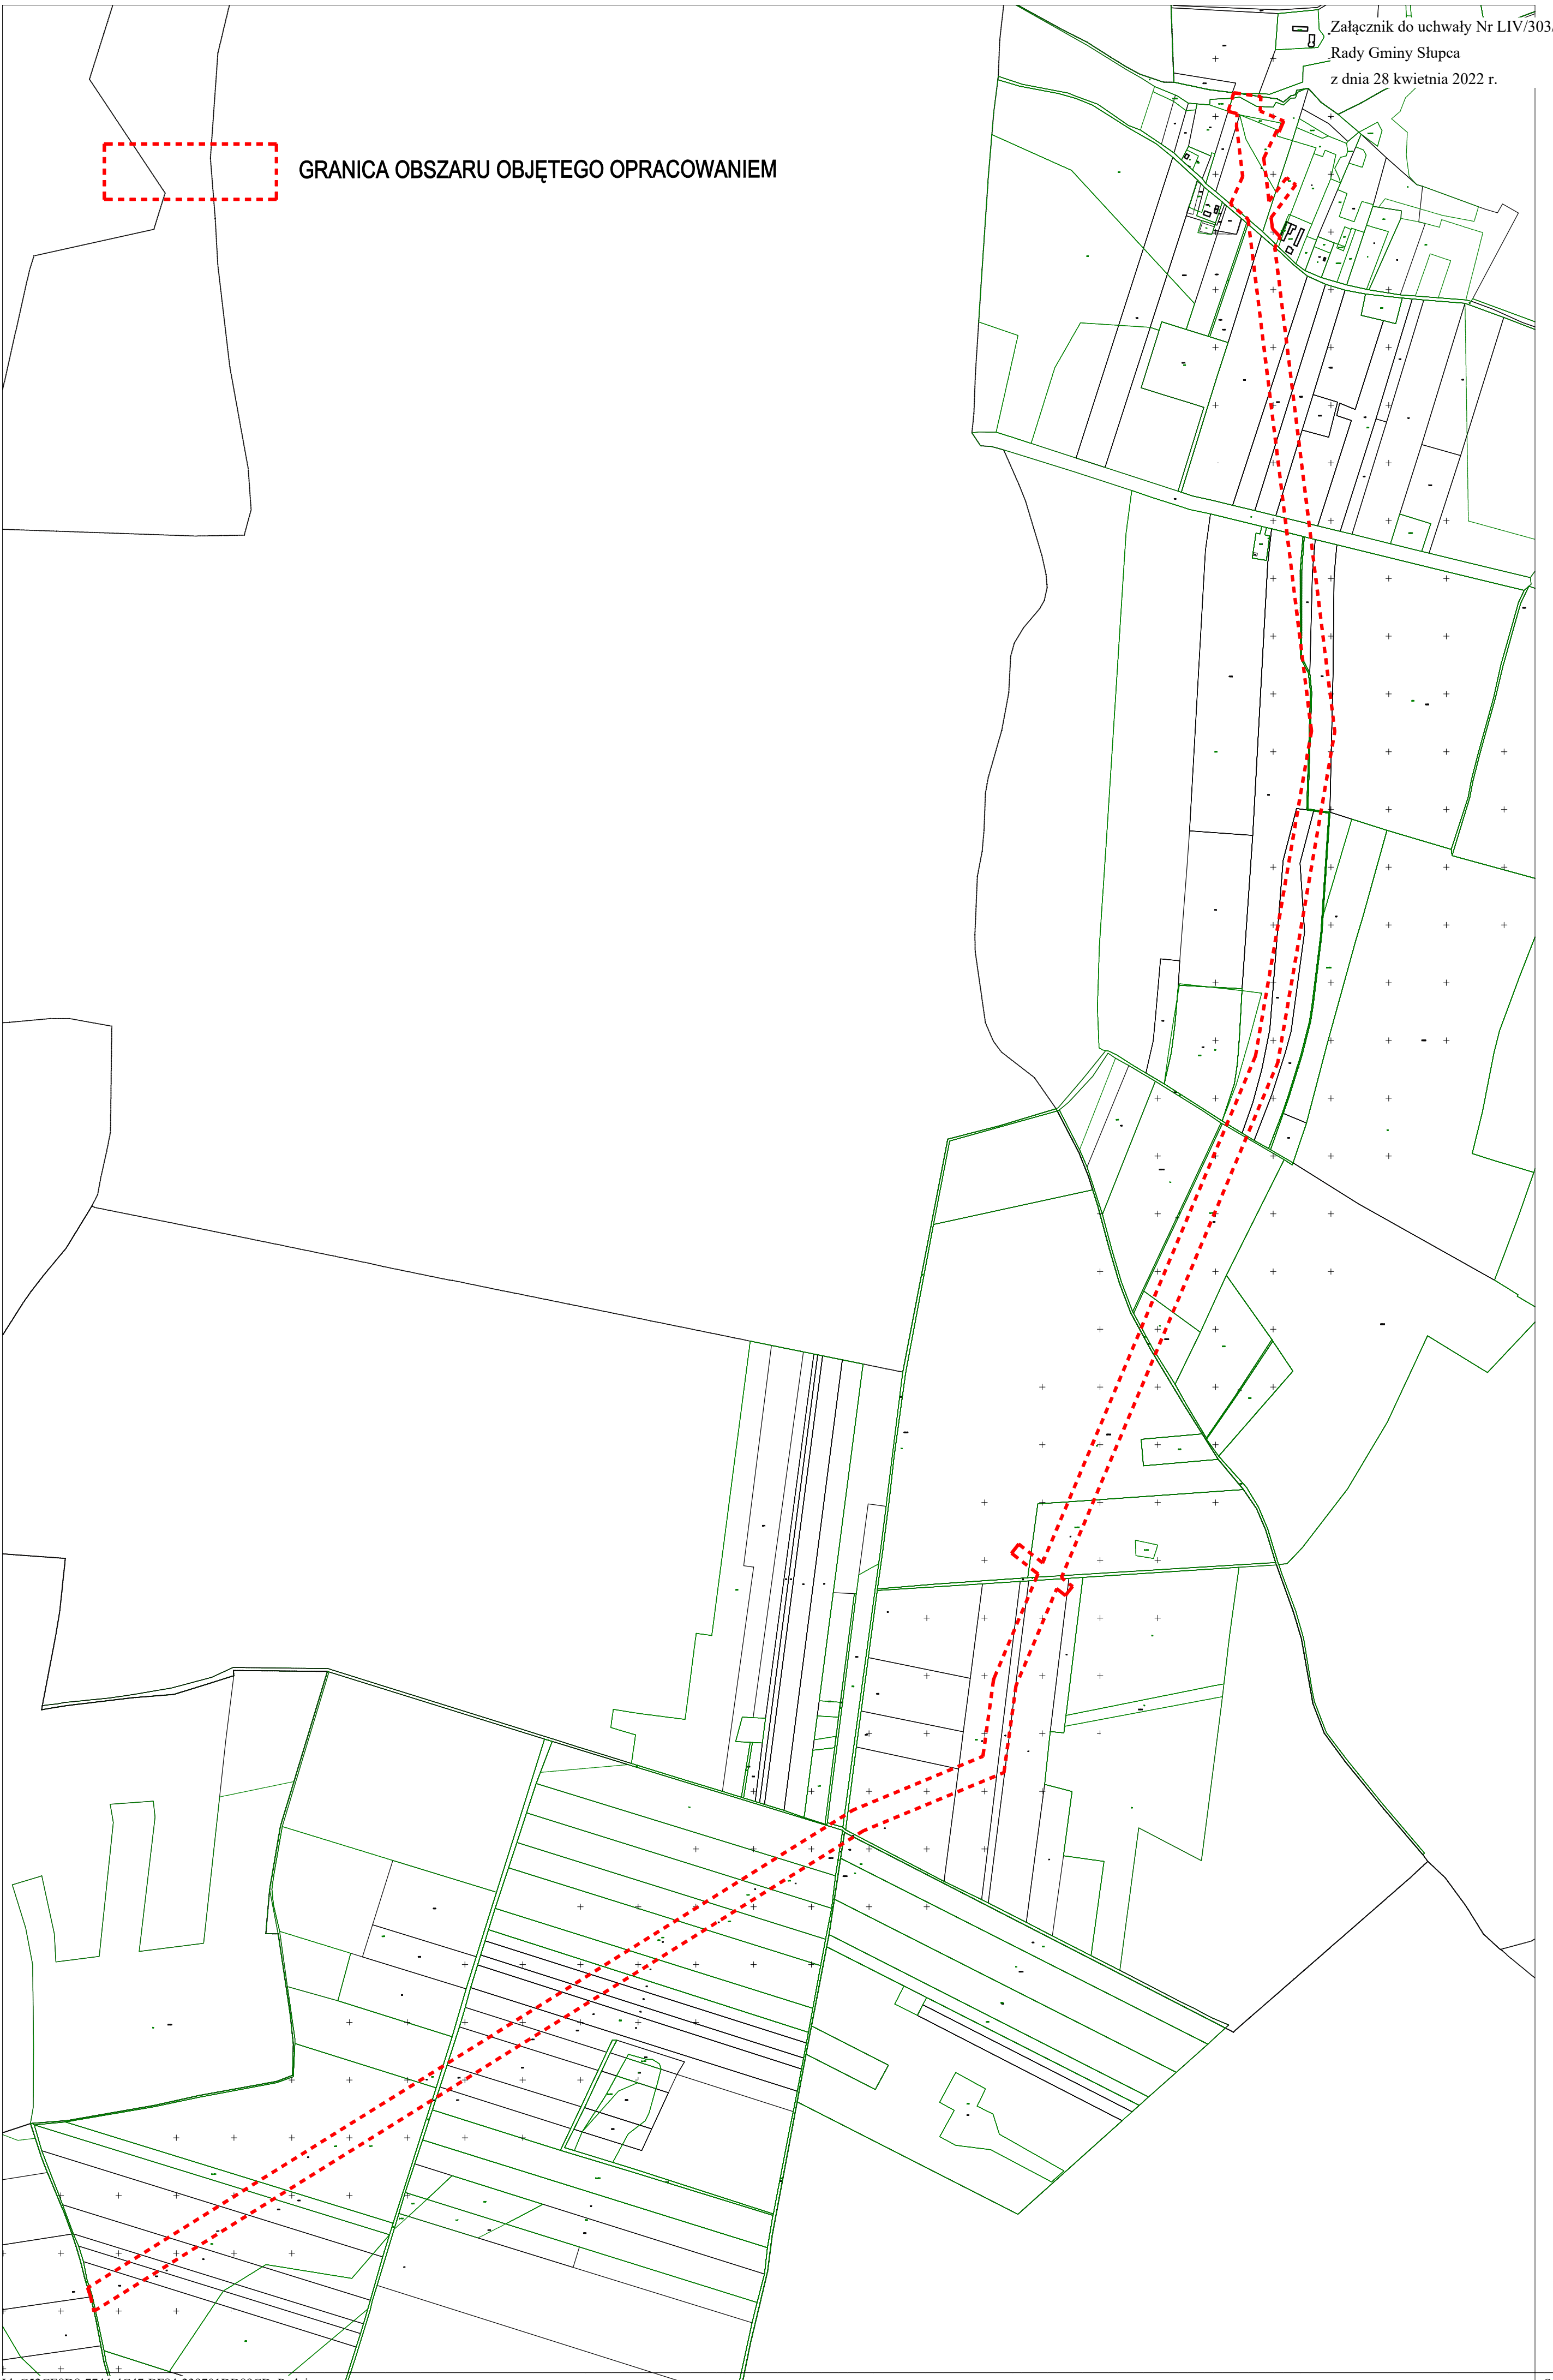 Załącznik do uchwały Nr LIV/303
Rady Gminy Słupca
z dnia 28 kwietnia 2022 r.
GRANICA OBSZARU OBJĘTEGO OPRACOWANIEM